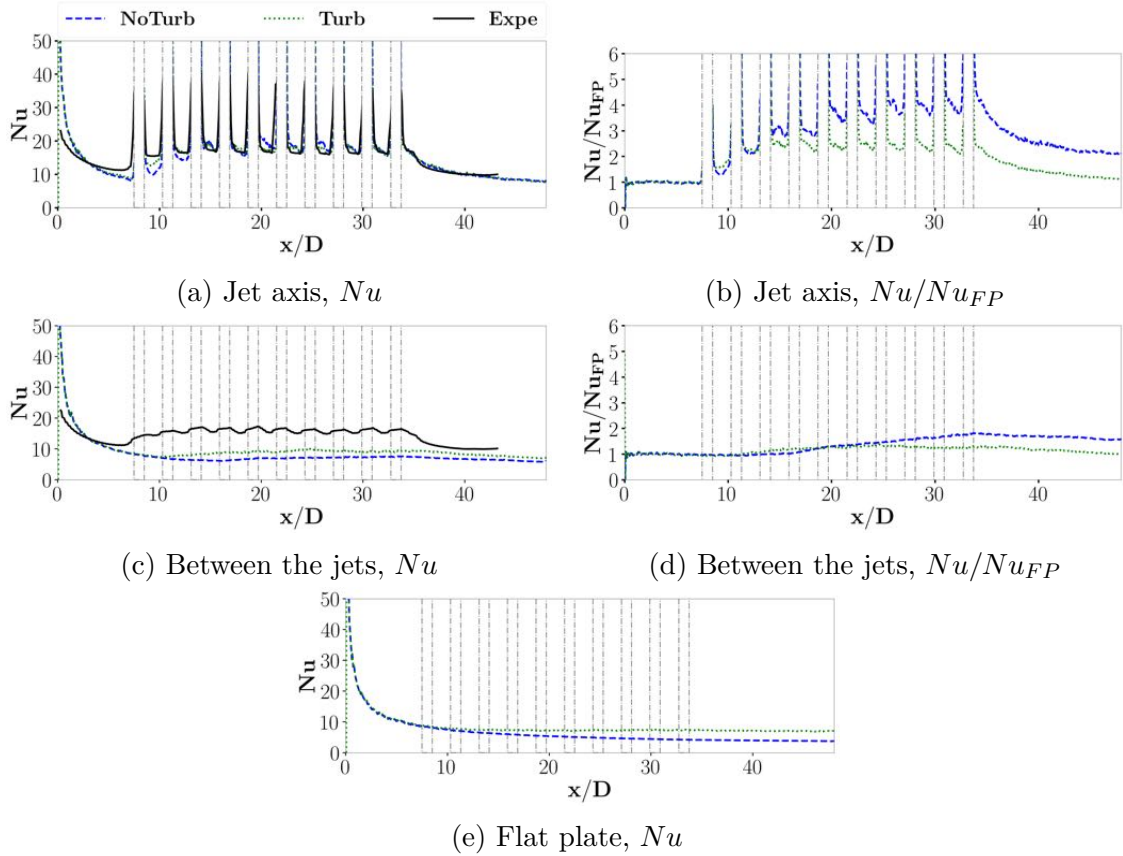 NoTurb Turb Expe
50
40
30
20
10
0
Nu
0 10 20 30 40
x/D
(a) Jet axis, Nu
6
5
4
3
2
1
0
Nu/Nu_FP
0 10 20 30 40
x/D
(b) Jet axis, Nu/Nu_FP
50
40
30
20
10
0
Nu
0 10 20 30 40
x/D
(c) Between the jets, Nu
6
5
4
3
2
1
0
Nu/Nu_FP
0 10 20 30 40
x/D
(d) Between the jets, Nu/Nu_FP
50
40
30
20
10
0
Nu
0 10 20 30 40
x/D
(e) Flat plate, Nu